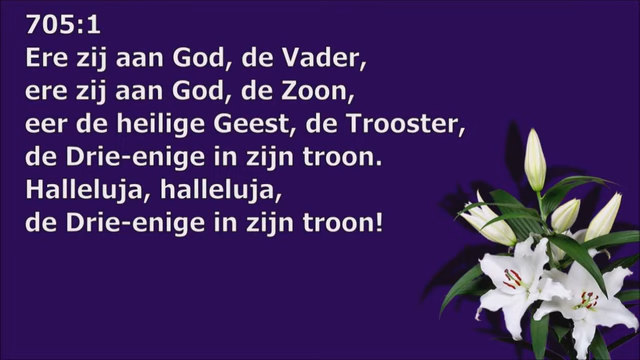 705:1
Ere zij aan God, de Vader,
ere zij aan God, de Zoon,
eer de heilige Geest, de Trooster,
de Drie-enige in zijn troon.
Halleluja, halleluja,
de Drie-enige in zijn troon!